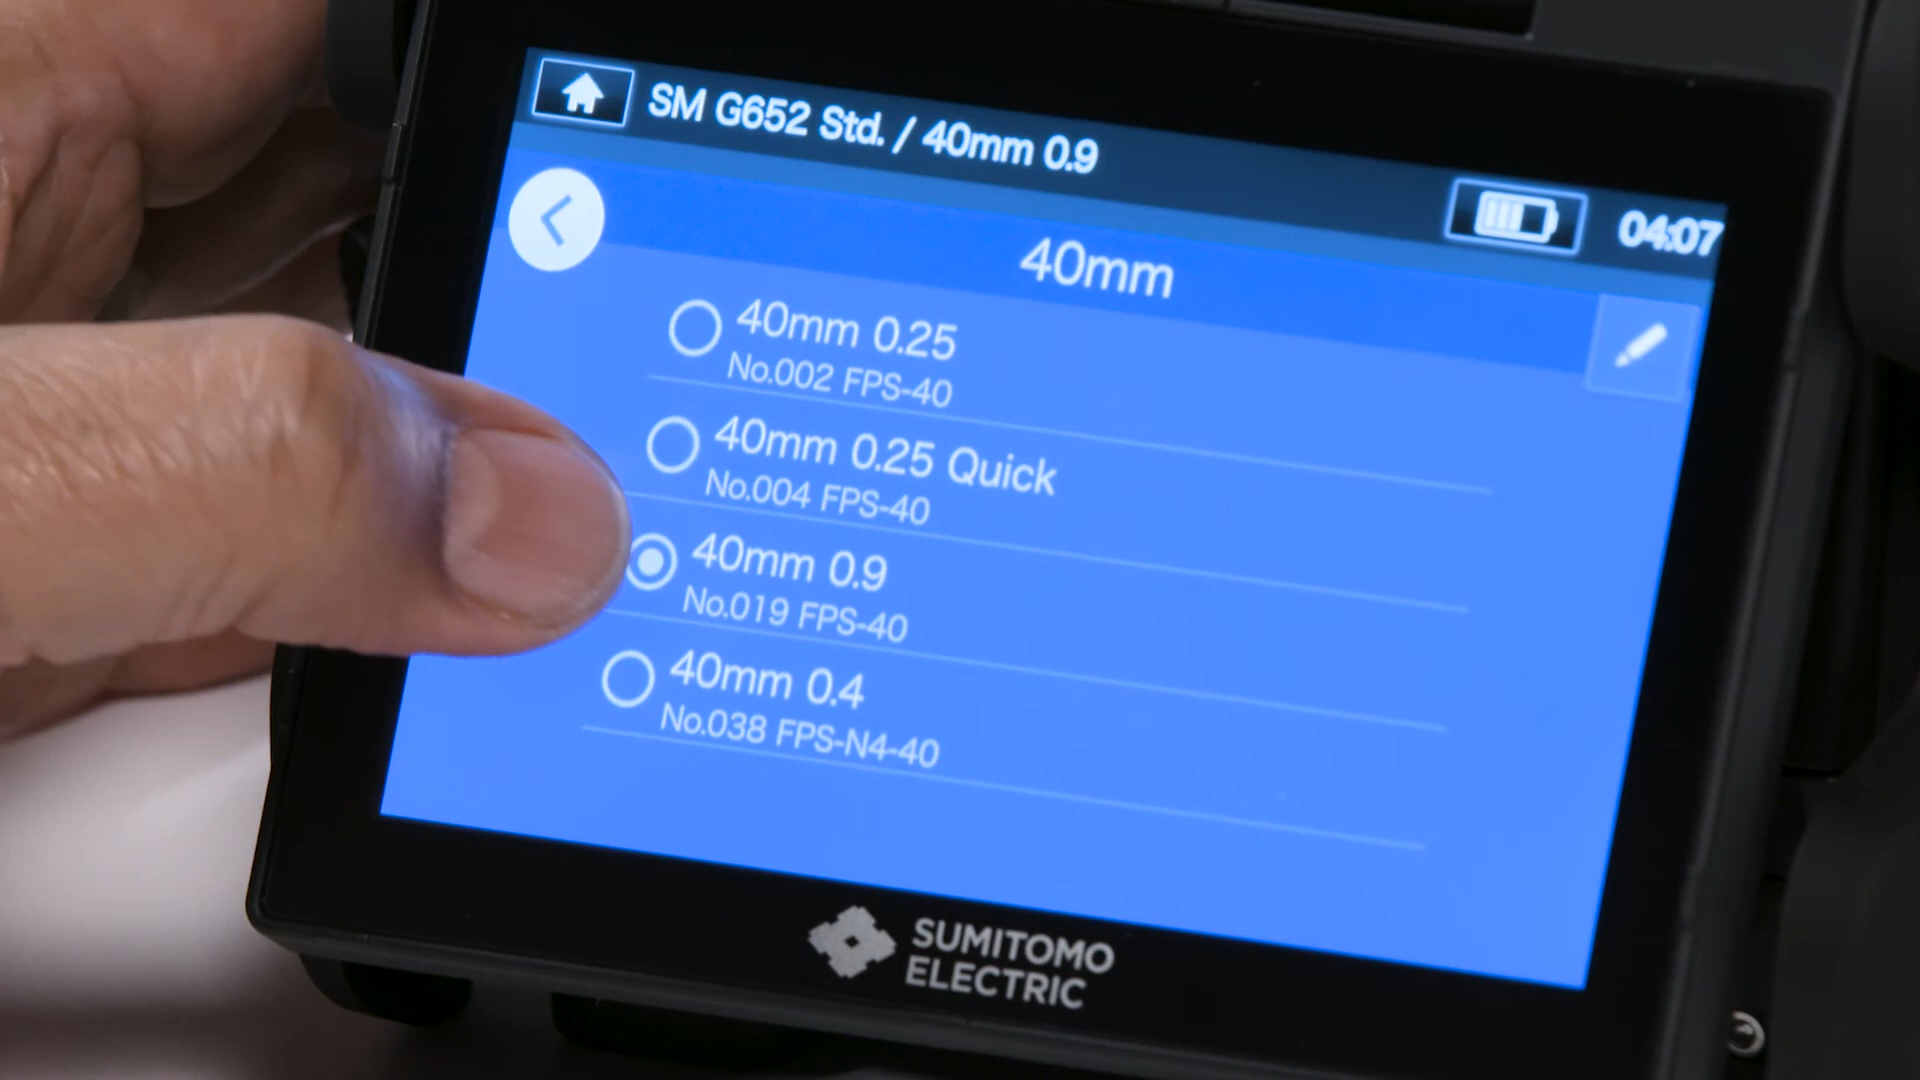 SM G652 Std. / 40mm 0.9
04:07
40mm
40mm 0.25
No.002 FPS-40
40mm 0.25 Quick
No.004 FPS-40
40mm 0.9
No.019 FPS-40
40mm 0.4
No.038 FPS-N4-40
SUMITOMO
ELECTRIC